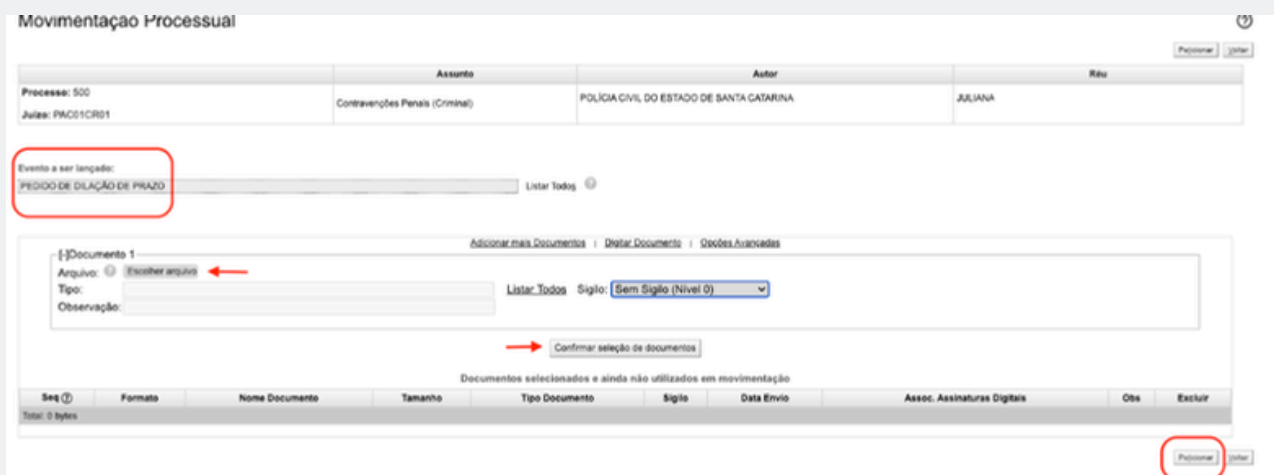 Movimentação Processual
Peticionar Voltar
Assunto Autor Réu
Processo: 500
Juízo: PAC01CR01
Contravenções Penais (Criminal)
POLÍCIA CIVIL DO ESTADO DE SANTA CATARINA
JULIANA
Evento a ser lançado:
PEDIDO DE DILAÇÃO DE PRAZO
Listar Todos
Adicionar mais Documentos | Digitar Documento | Opções Avançadas
[-]Documento 1
Arquivo: Escolher arquivo
Tipo: Listar Todos Sigilo: Sem Sigilo (Nível 0)
Observação:
Confirmar seleção de documentos
Documentos selecionados e ainda não utilizados em movimentação
Seq Formato Nome Documento Tamanho Tipo Documento Sigilo Data Envio Assoc. Assinaturas Digitais Obs Excluir
Total: 0 bytes
Peticionar Voltar